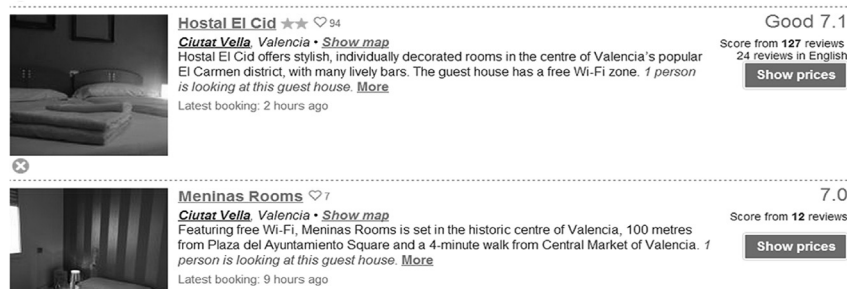 Hostal El Cid 94
Good 7.1
Ciutat Vella, Valencia • Show map
Score from 127 reviews
24 reviews in English
Hostal El Cid offers stylish, individually decorated rooms in the centre of Valencia's popular
El Carmen district, with many lively bars. The guest house has a free Wi-Fi zone. 1 person
is looking at this guest house. More
Show prices
Latest booking: 2 hours ago
Meninas Rooms 7
7.0
Ciutat Vella, Valencia • Show map
Score from 12 reviews
Featuring free Wi-Fi, Meninas Rooms is set in the historic centre of Valencia, 100 metres
from Plaza del Ayuntamiento Square and a 4-minute walk from Central Market of Valencia. 1
person is looking at this guest house. More
Show prices
Latest booking: 9 hours ago